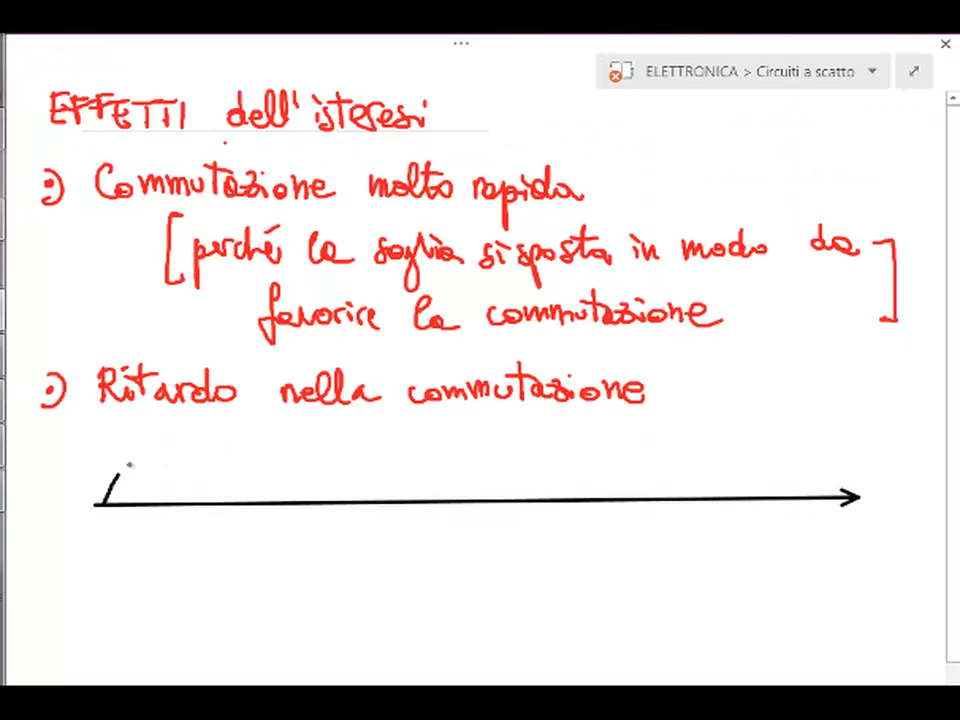 ELETTRONICA > Circuiti a scatto
EFFETTI dell'isteresi
•) Commutazione molto rapida
[perché la soglia si sposta in modo da
favorire la commutazione]
•) Ritardo nella commutazione